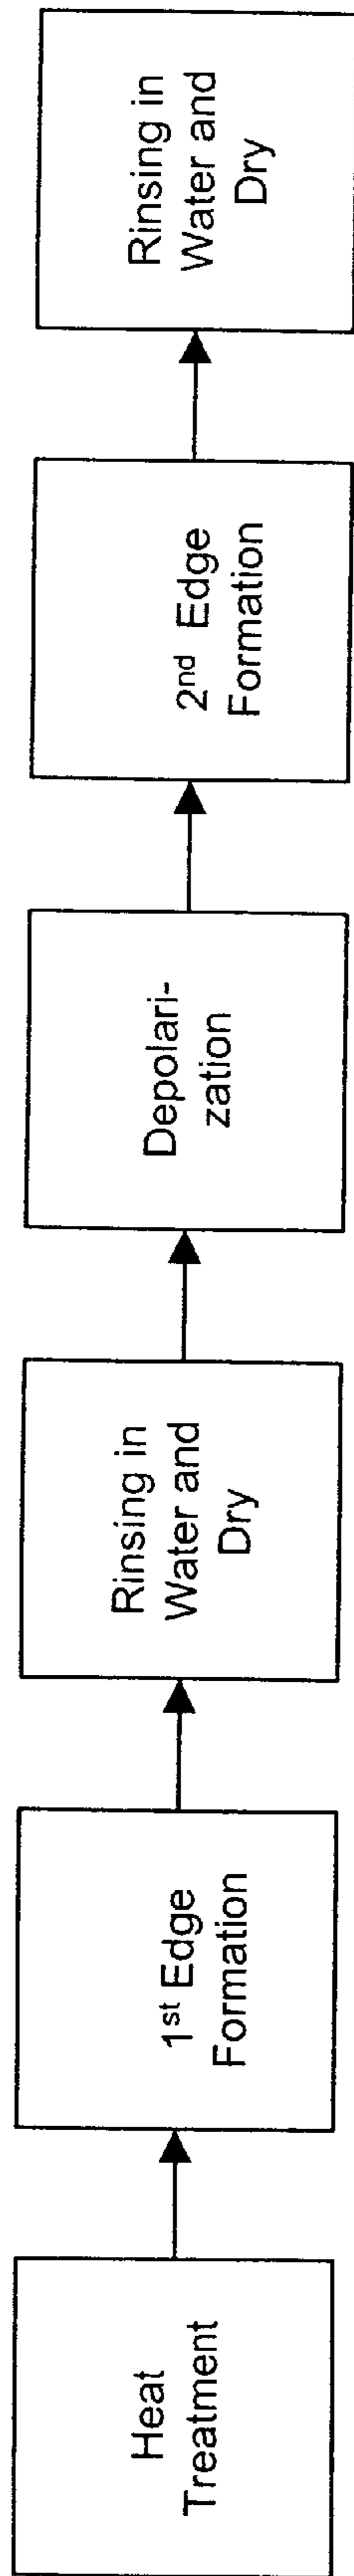 Heat
Treatment
1st Edge
Formation
Rinsing in
Water and
Dry
Depolari-
zation
2nd Edge
Formation
Rinsing in
Water and
Dry